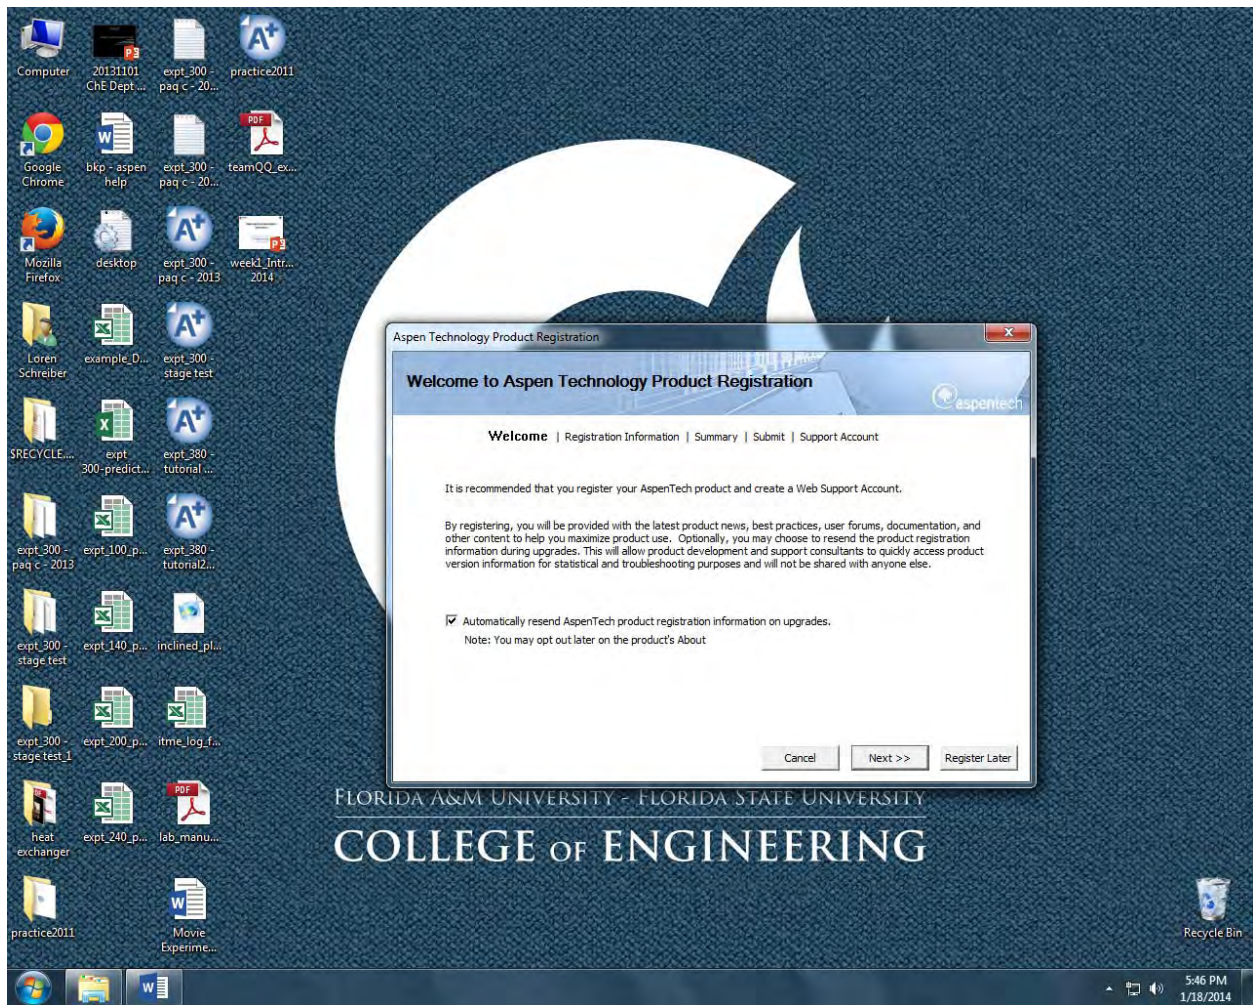 Computer
20131101
ChE Dept ...
expt_300 -
paq c - 20...
practice2011
Google
Chrome
bkp - aspen
help
expt_300 -
paq c - 20...
teamQQ_ex...
Mozilla
Firefox
desktop
expt_300 -
paq c - 2013
week1_Intr...
2014
Loren
Schreiber
example_D...
expt_300 -
stage test
$RECYCLE....
expt
300-predict...
expt_380 -
tutorial ...
expt_300 -
paq c - 2013
expt_100_p...
expt_380 -
tutorial2...
expt_300 -
stage test
expt_140_p...
inclined_pl...
expt_300 -
stage test_1
expt_200_p...
itme_log_f...
heat
exchanger
expt_240_p...
lab_manu...
practice2011
Movie
Experime...
Aspen Technology Product Registration
Welcome to Aspen Technology Product Registration
aspentech
Welcome | Registration Information | Summary | Submit | Support Account
It is recommended that you register your AspenTech product and create a Web Support Account.
By registering, you will be provided with the latest product news, best practices, user forums, documentation, and
other content to help you maximize product use. Optionally, you may choose to resend the product registration
information during upgrades. This will allow product development and support consultants to quickly access product
version information for statistical and troubleshooting purposes and will not be shared with anyone else.
Automatically resend AspenTech product registration information on upgrades.
Note: You may opt out later on the product's About
Cancel
Next >>
Register Later
FLORIDA A&M UNIVERSITY - FLORIDA STATE UNIVERSITY
COLLEGE OF ENGINEERING
Recycle Bin
5:46 PM
1/18/2014